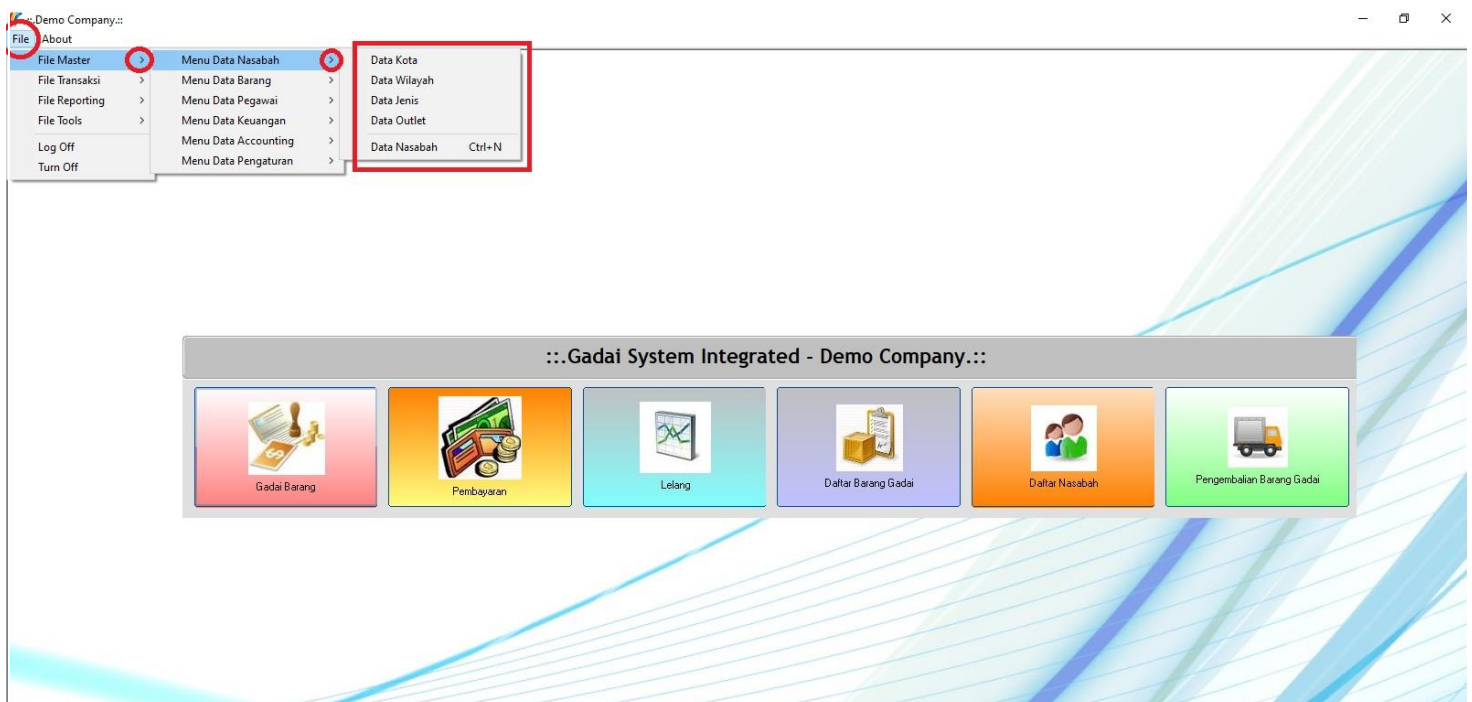 ::.Demo Company.::
File About
File Master
File Transaksi
File Reporting
File Tools
Log Off
Turn Off
Menu Data Nasabah
Menu Data Barang
Menu Data Pegawai
Menu Data Keuangan
Menu Data Accounting
Menu Data Pengaturan
Data Kota
Data Wilayah
Data Jenis
Data Outlet
Data Nasabah Ctrl+N
::.Gadai System Integrated - Demo Company.::
Gadai Barang
Pembayaran
Lelang
Daftar Barang Gadai
Daftar Nasabah
Pengembalian Barang Gadai